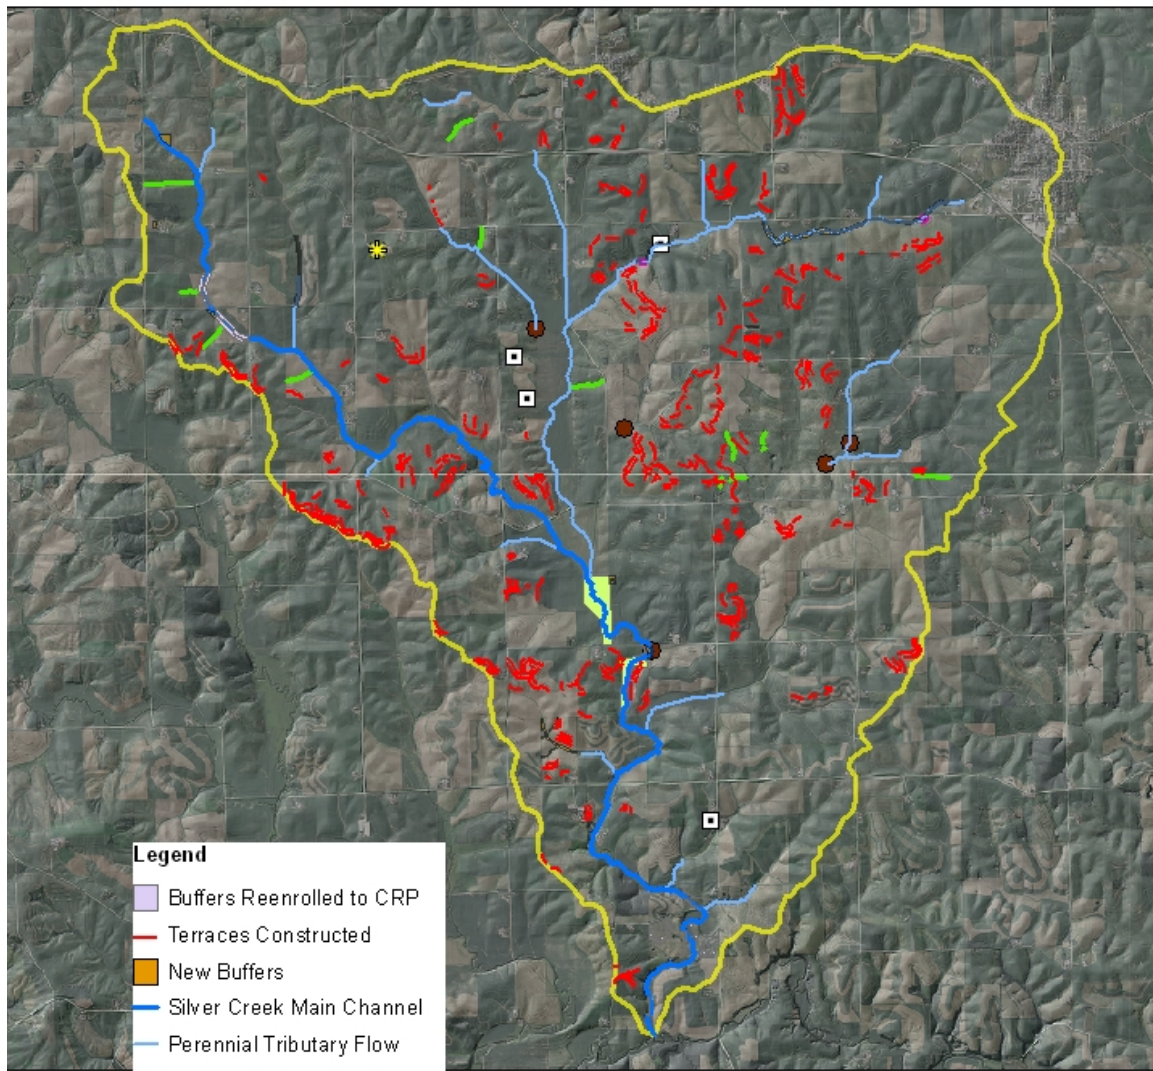 Legend
Buffers Reenrolled to CRP
Terraces Constructed
New Buffers
Silver Creek Main Channel
Perennial Tributary Flow